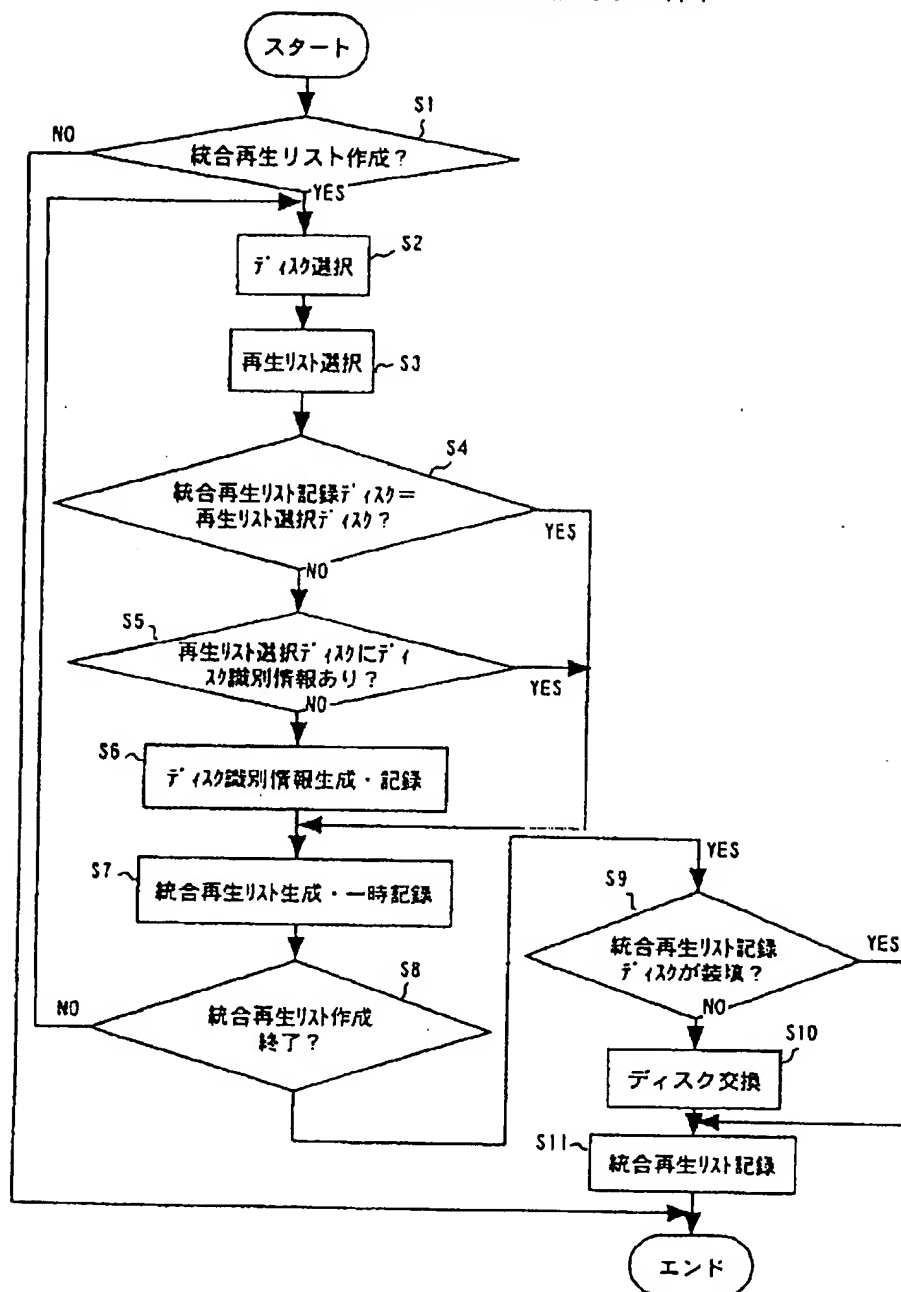 スタート
S1
NO
統合再生リスト作成?
YES
S2
ディスク選択
再生リスト選択
S3
S4
統合再生リスト記録ディスク=
再生リスト選択ディスク?
YES
NO
S5
再生リスト選択ディスクにディ
スク識別情報あり?
YES
NO
S6
ディスク識別情報生成・記録
S7
統合再生リスト生成・一時記録
S8
NO
統合再生リスト作成
終了?
YES
S9
統合再生リスト記録
ディスクが装填?
YES
NO
S10
ディスク交換
S11
統合再生リスト記録
エンド